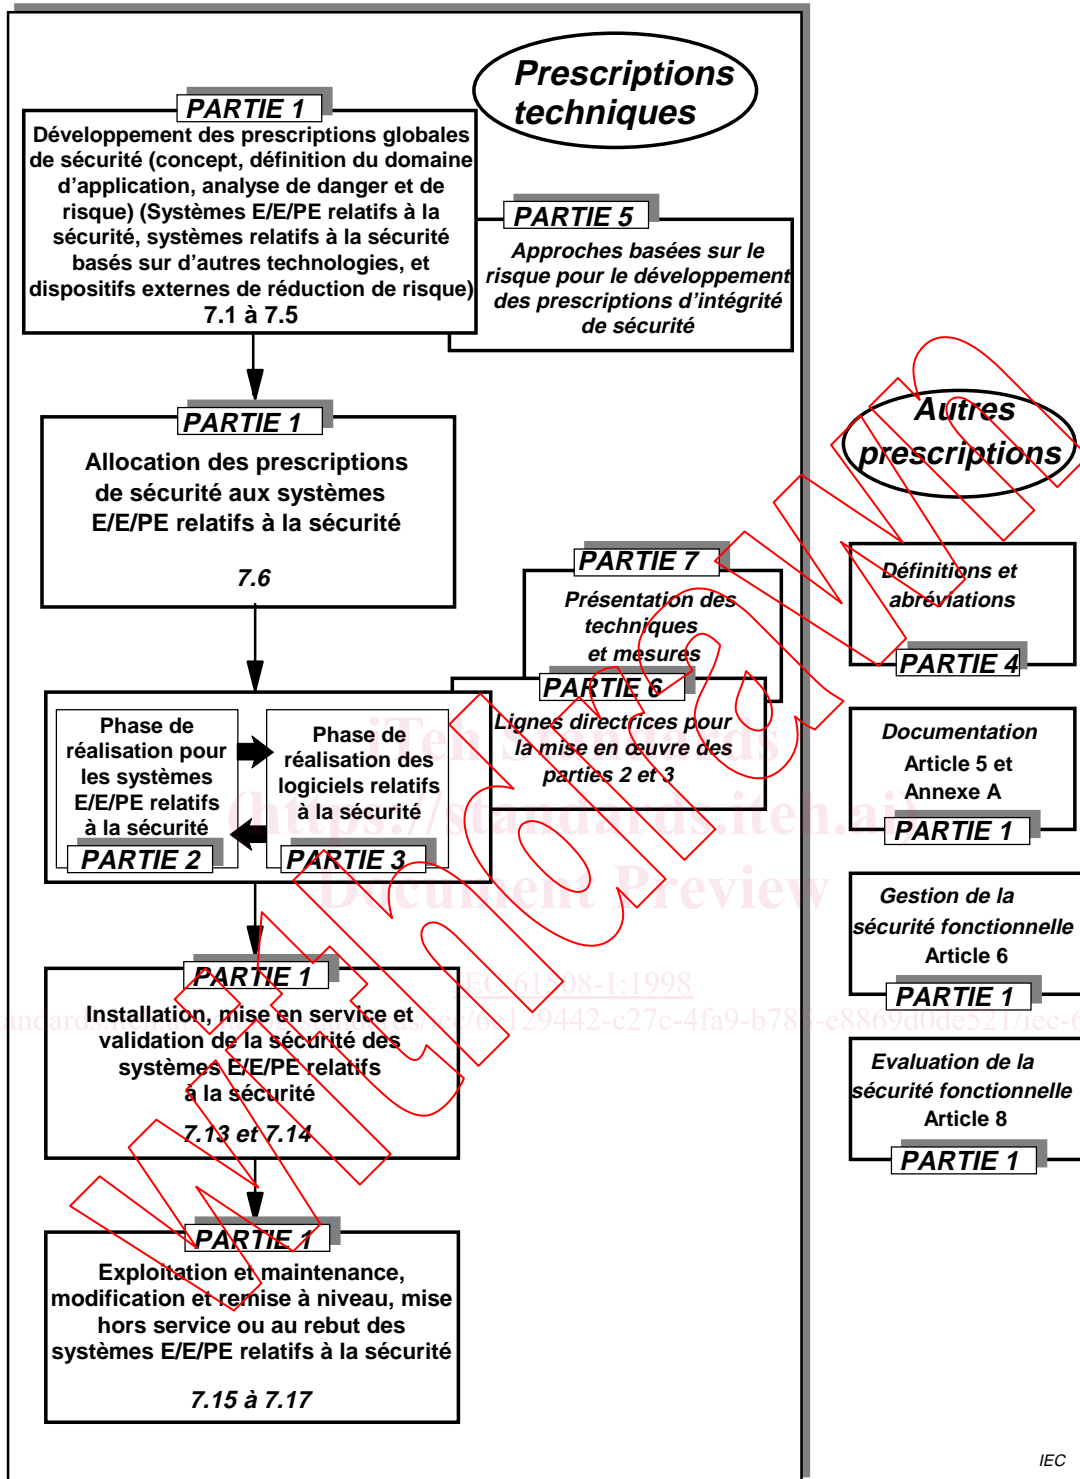 Prescriptions
techniques
PARTIE 1
Développement des prescriptions globales
de sécurité (concept, définition du domaine
d'application, analyse de danger et de
risque) (Systèmes E/E/PE relatifs à la
sécurité, systèmes relatifs à la sécurité
basés sur d'autres technologies, et
dispositifs externes de réduction de risque)
7.1 à 7.5
PARTIE 5
Approches basées sur le
risque pour le développement
des prescriptions d'intégrité
de sécurité
PARTIE 1
Allocation des prescriptions
de sécurité aux systèmes
E/E/PE relatifs à la sécurité
7.6
PARTIE 7
Présentation des
techniques
et mesures
PARTIE 6
Lignes directrices pour
la mise en œuvre des
parties 2 et 3
Phase de
réalisation pour
les systèmes
E/E/PE relatifs
à la sécurité
PARTIE 2
Phase de
réalisation des
logiciels relatifs
à la sécurité
PARTIE 3
PARTIE 1
Installation, mise en service et
validation de la sécurité des
systèmes E/E/PE relatifs
à la sécurité
7.13 et 7.14
PARTIE 1
Exploitation et maintenance,
modification et remise à niveau, mise
hors service ou au rebut des
systèmes E/E/PE relatifs à la sécurité
7.15 à 7.17
Autres
prescriptions
Définitions et
abréviations
PARTIE 4
Documentation
Article 5 et
Annexe A
PARTIE 1
Gestion de la
sécurité fonctionnelle
Article 6
PARTIE 1
Evaluation de la
sécurité fonctionnelle
Article 8
PARTIE 1
iTeh Standards
(https://standards.iteh.ai)
Document Preview
IEC 61508-1:1998
Withdrawn
IEC